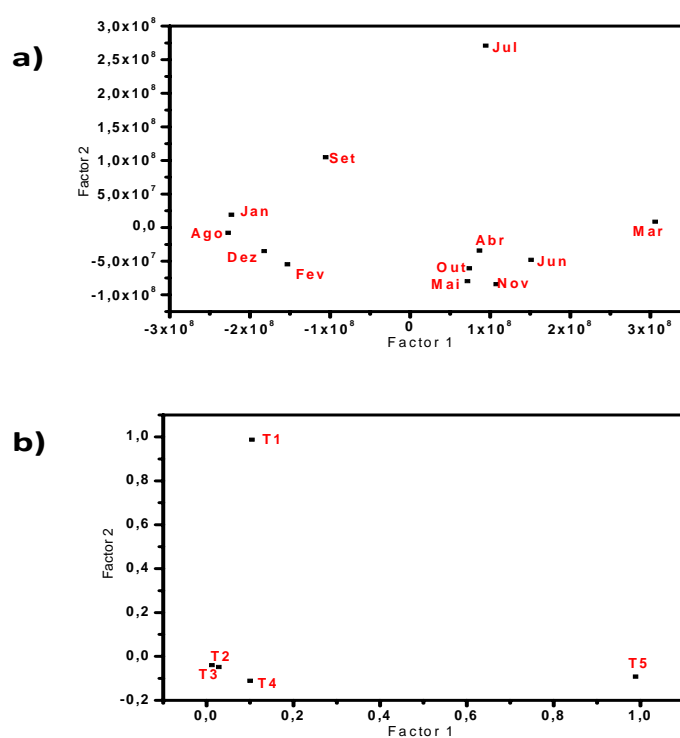 a)
3,0x10⁸
2,5x10⁸
2,0x10⁸
1,5x10⁸
1,0x10⁸
5,0x10⁷
0,0
-5,0x10⁷
-1,0x10⁸
Factor 2
Jul
Set
Jan
Ago
Dez
Fev
Abr
Mar
Out
Jun
Mai
Nov
-3x10⁸ -2x10⁸ -1x10⁸ 0 1x10⁸ 2x10⁸ 3x10⁸
Factor 1
b)
1,0
0,8
0,6
0,4
0,2
0,0
-0,2
Factor 2
T1
T2
T3
T4
T5
0,0 0,2 0,4 0,6 0,8 1,0
Factor 1